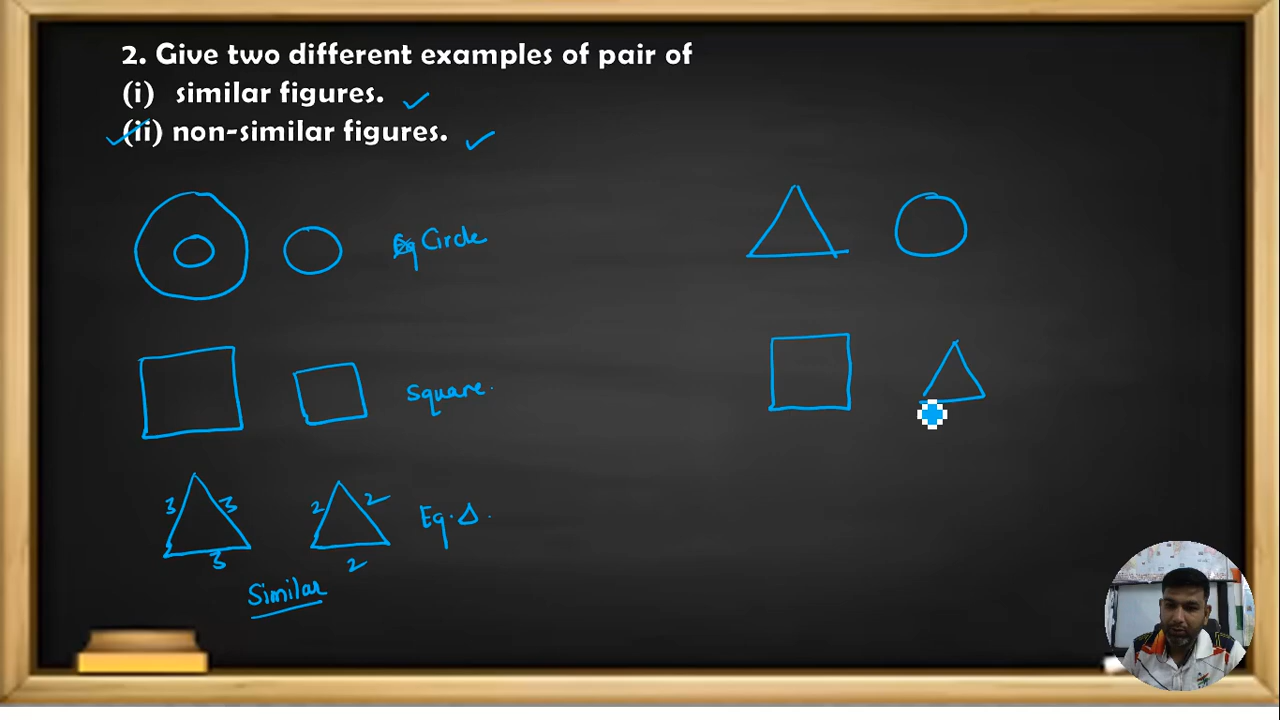 2. Give two different examples of pair of
(i) similar figures.
(ii) non-similar figures.
Circle
Square.
3 3
3
2 2
2
Eq. Δ.
Similar